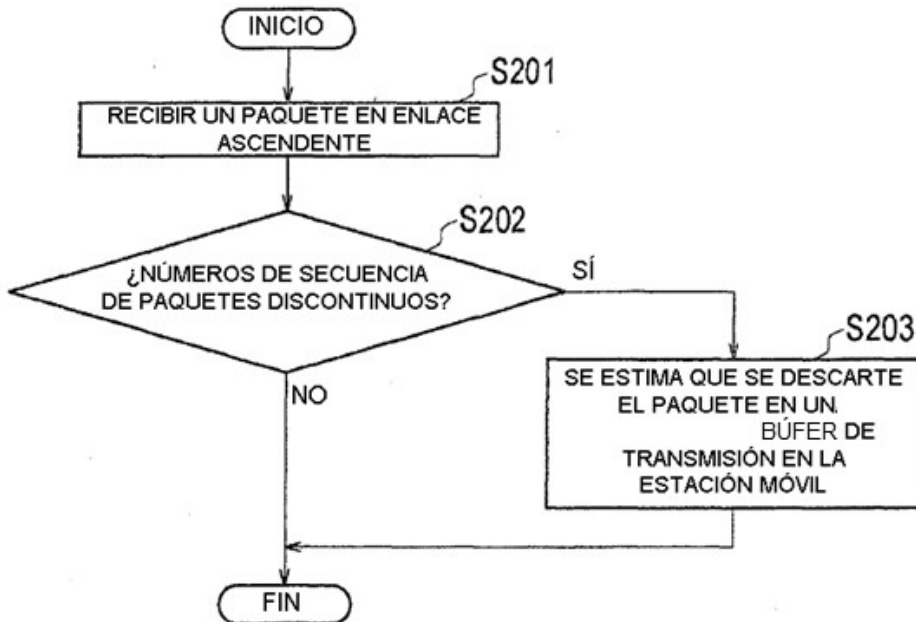 INICIO
S201
RECIBIR UN PAQUETE EN ENLACE
ASCENDENTE
S202
¿NÚMEROS DE SECUENCIA
DE PAQUETES DISCONTINUOS?
SÍ
S203
NO
SE ESTIMA QUE SE DESCARTE
EL PAQUETE EN UN.
BÚFER DE
TRANSMISIÓN EN LA
ESTACIÓN MÓVIL
FIN